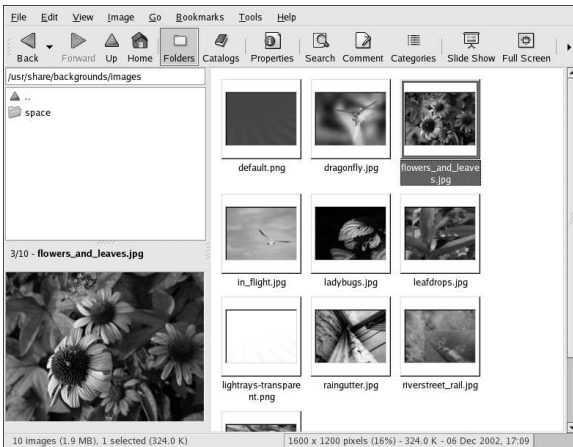 File Edit View Image Go Bookmarks Tools Help
Back Forward Up Home Folders Catalogs Properties Search Comment Categories Slide Show Full Screen
/usr/share/backgrounds/images
..
space
default.png dragonfly.jpg flowers_and_leave
s.jpg
3/10 - flowers_and_leaves.jpg
in_flight.jpg ladybugs.jpg leafdrops.jpg
lightrays-transpare
nt.png raingutter.jpg riverstreet_rail.jpg
10 images (1.9 MB), 1 selected (324.0 K) 1600 x 1200 pixels (16%) - 324.0 K - 06 Dec 2002, 17:09